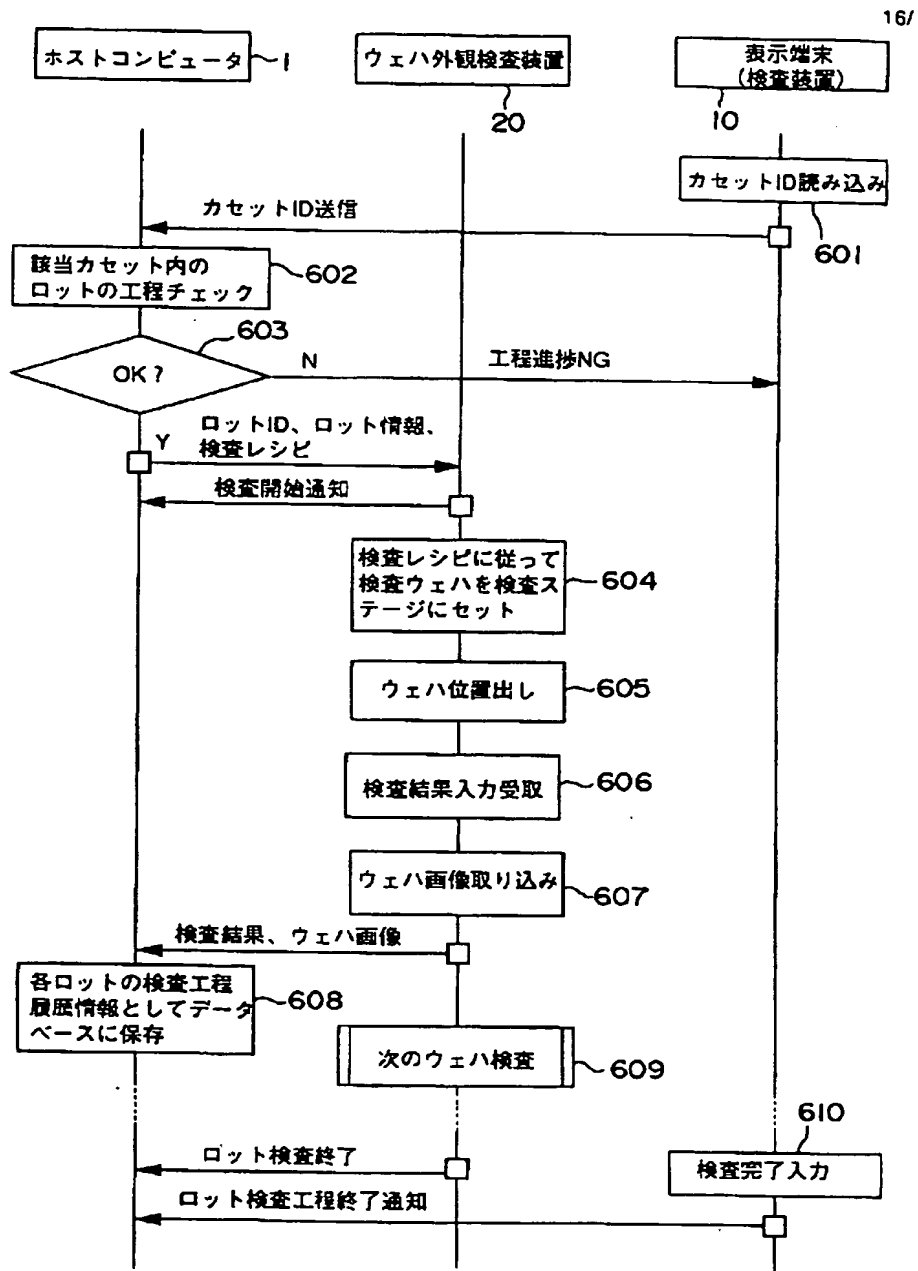 16/
ホストコンピュータ
1
ウェハ外観検査装置
20
表示端末
(検査装置)
10
カセットID読み込み
601
カセットID送信
該当カセット内の
ロットの工程チェック
602
603
OK?
N
工程進捗NG
Y
ロットID、ロット情報、
検査レシピ
検査開始通知
検査レシピに従って
検査ウェハを検査ス
テージにセット
604
ウェハ位置出し
605
検査結果入力受取
606
ウェハ画像取り込み
607
検査結果、ウェハ画像
各ロットの検査工程
履歴情報としてデータ
ベースに保存
608
次のウェハ検査
609
610
ロット検査終了
検査完了入力
ロット検査工程終了通知